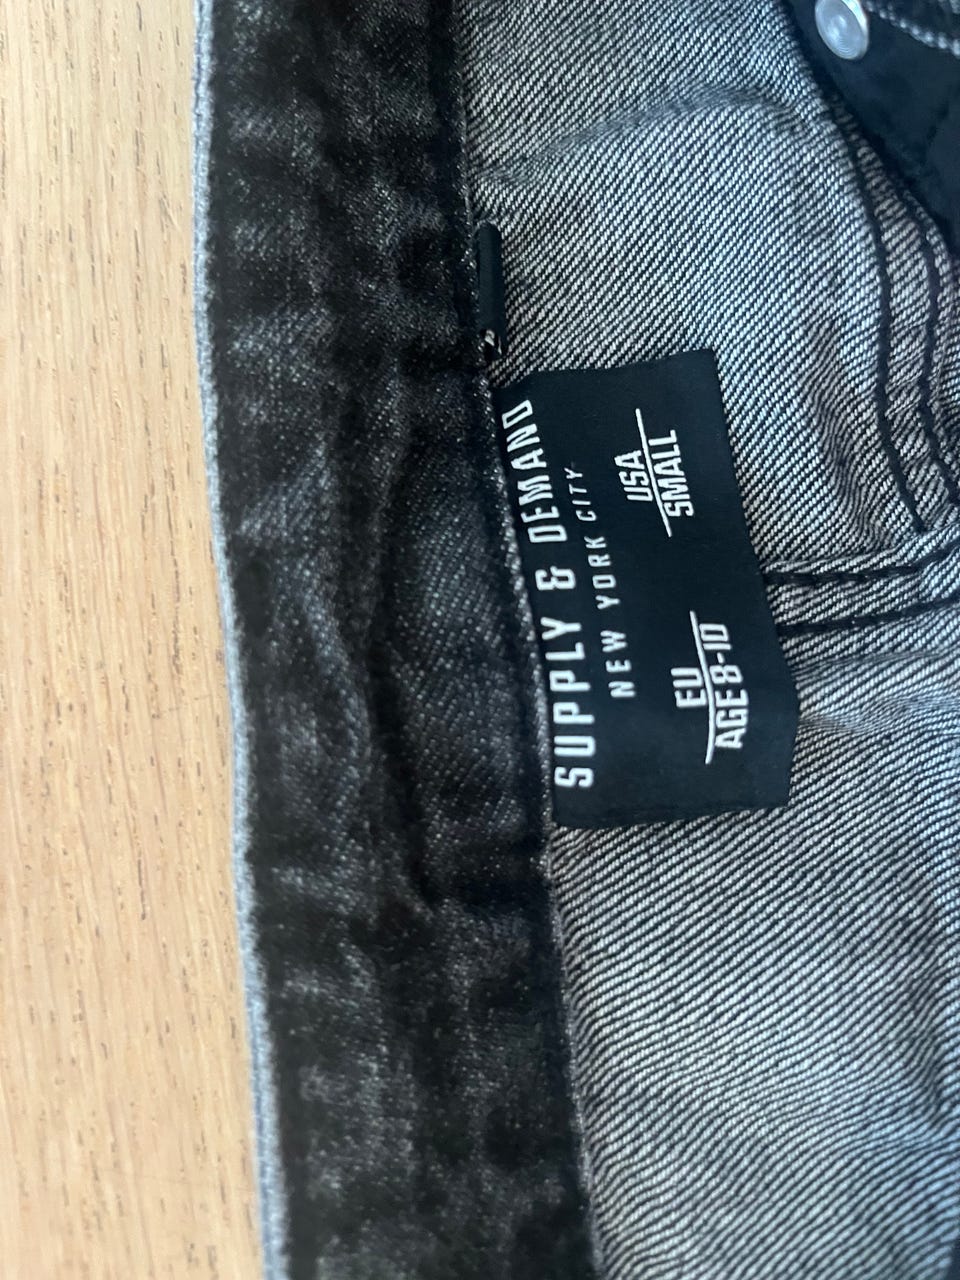 SUPPLY & DEMAND
NEW YORK CITY
EU
AGE 8-10
USA
SMALL